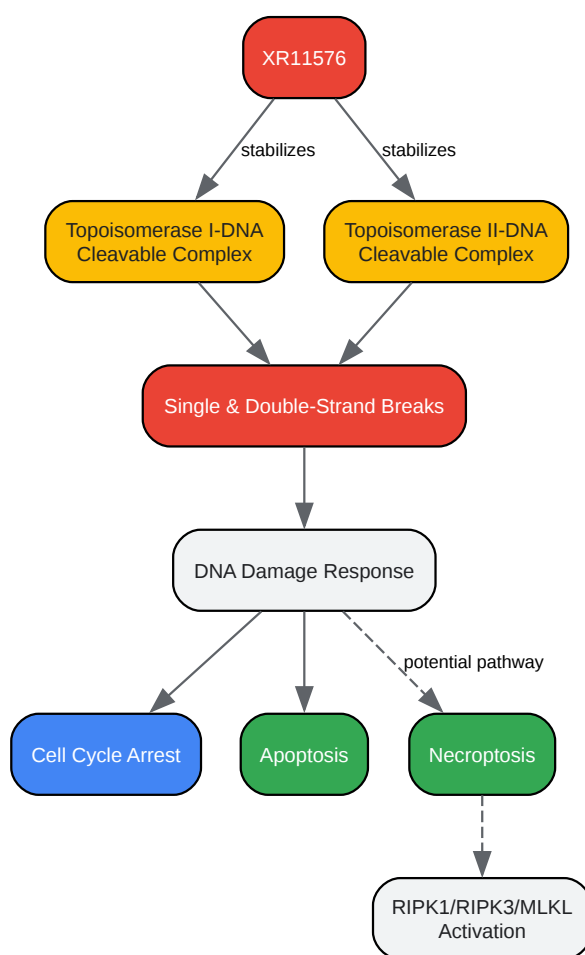 XR11576
stabilizes
stabilizes
Topoisomerase I-DNA
Cleavable Complex
Topoisomerase II-DNA
Cleavable Complex
Single & Double-Strand Breaks
DNA Damage Response
potential pathway
Cell Cycle Arrest
Apoptosis
Necroptosis
RIPK1/RIPK3/MLKL
Activation